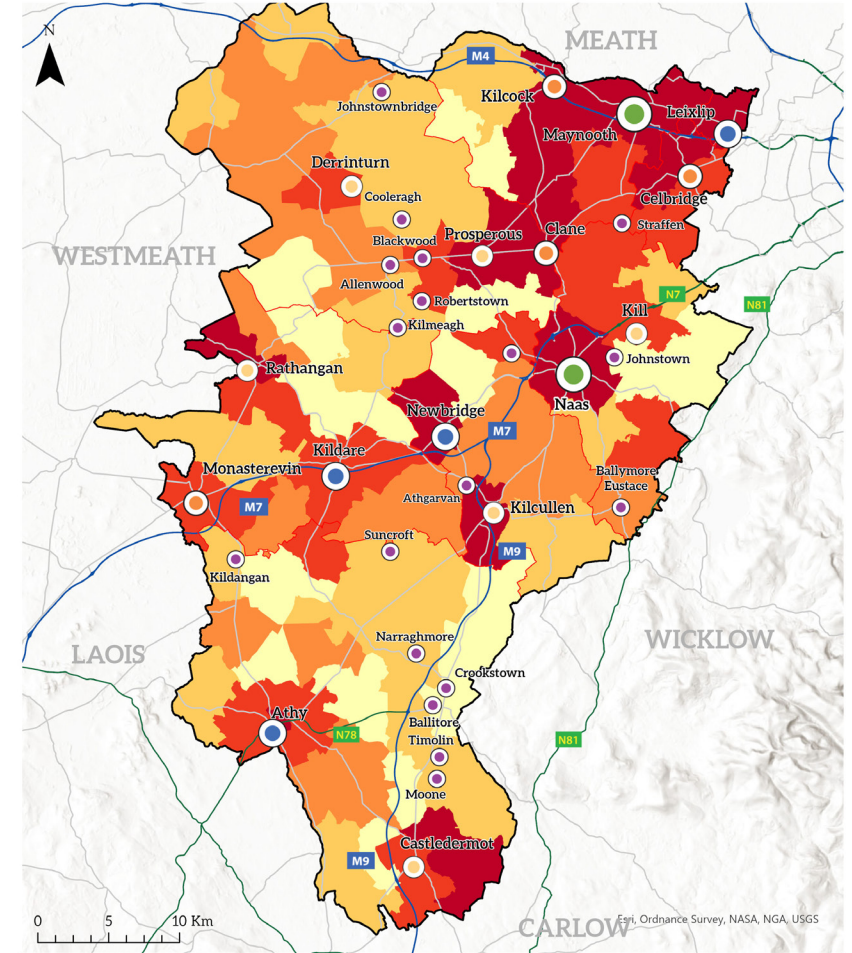 N
MEATH
M4
Kilcock
Johnstownbridge
Leixlip
Maynooth
Derrinturn
Cooleragh
Celbridge
Straffen
Prosperous
Clane
Blackwood
WESTMEATH
Allenwood
N7
N81
Robertstown
Kill
Kilmeagh
Johnstown
Rathangan
Naas
Newbridge
M7
Kildare
Monasterevin
Ballymore
Eustace
Athgarvan
M7
Kilcullen
Suncroft
M9
Kildangan
Narraghmore
WICKLOW
LAOIS
Crookstown
Athy
Ballitore
N78
Timolin
N81
Moone
Castledermot
M9
0 5 10 Km
Esri, Ordnance Survey, NASA, NGA, USGS
CARLOW